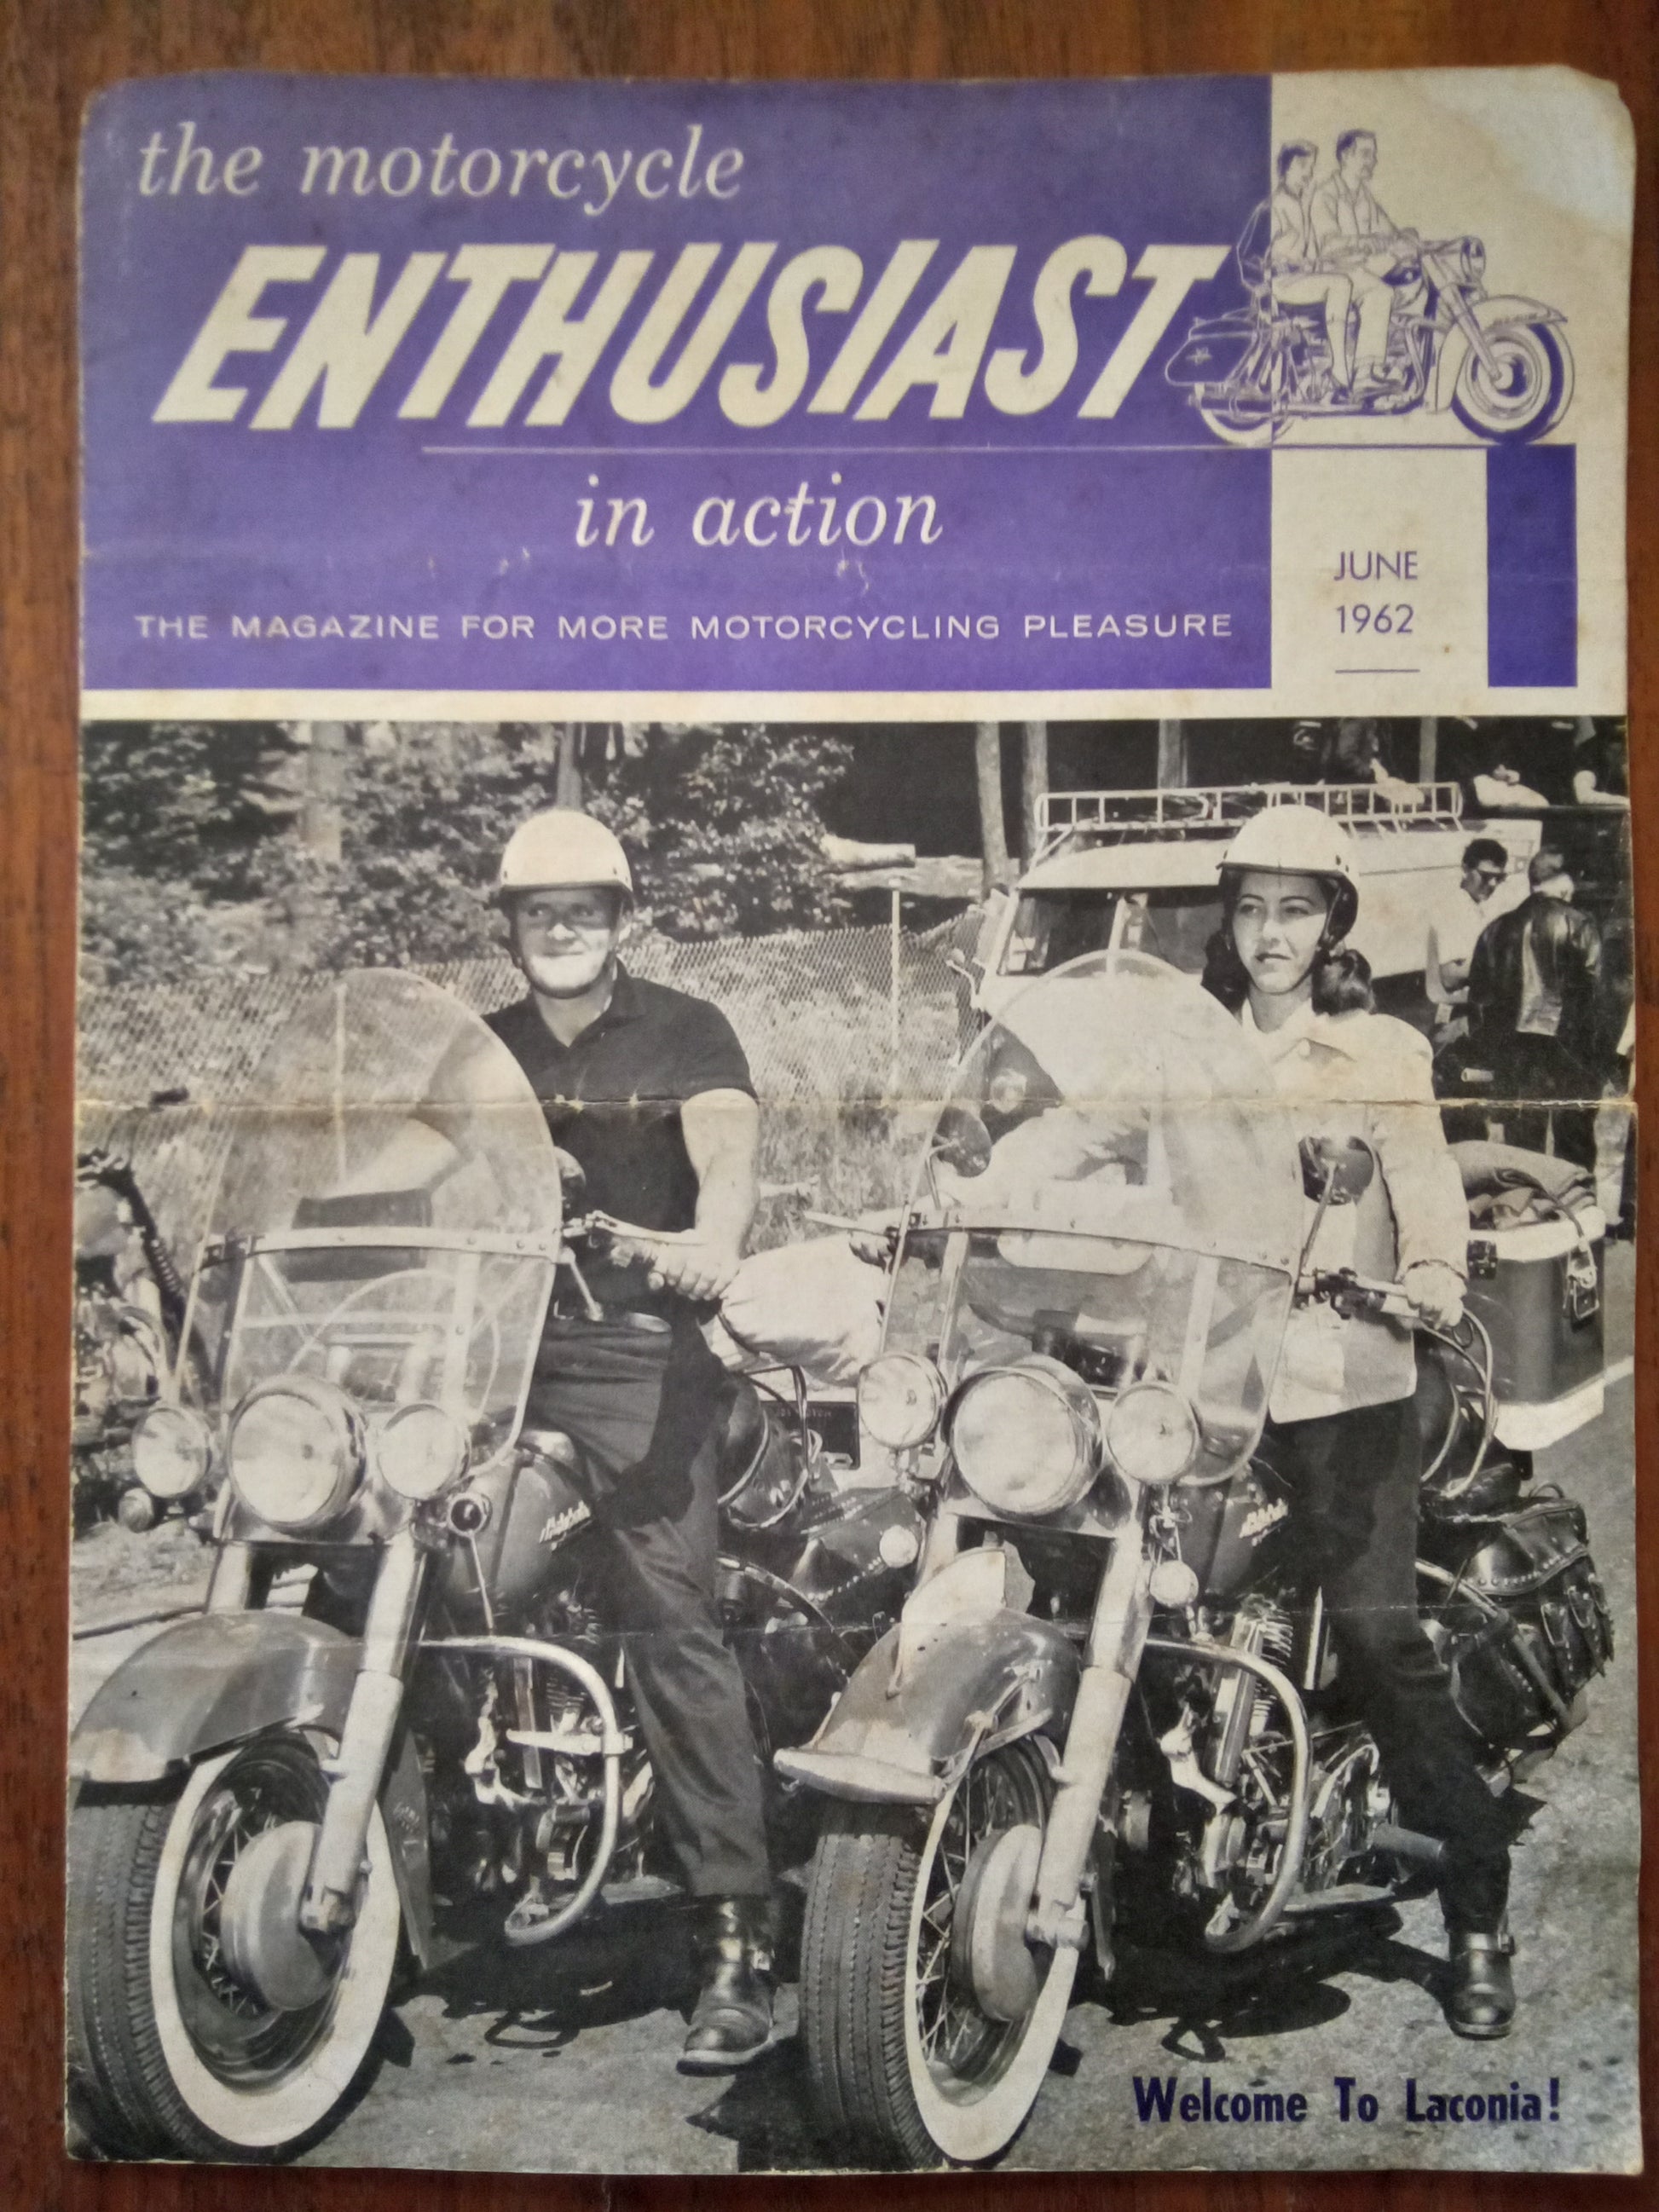 the motorcycle
ENTHUSIAST
in action
THE MAGAZINE FOR MORE MOTORCYCLING PLEASURE
JUNE
1962
Welcome To Laconia!